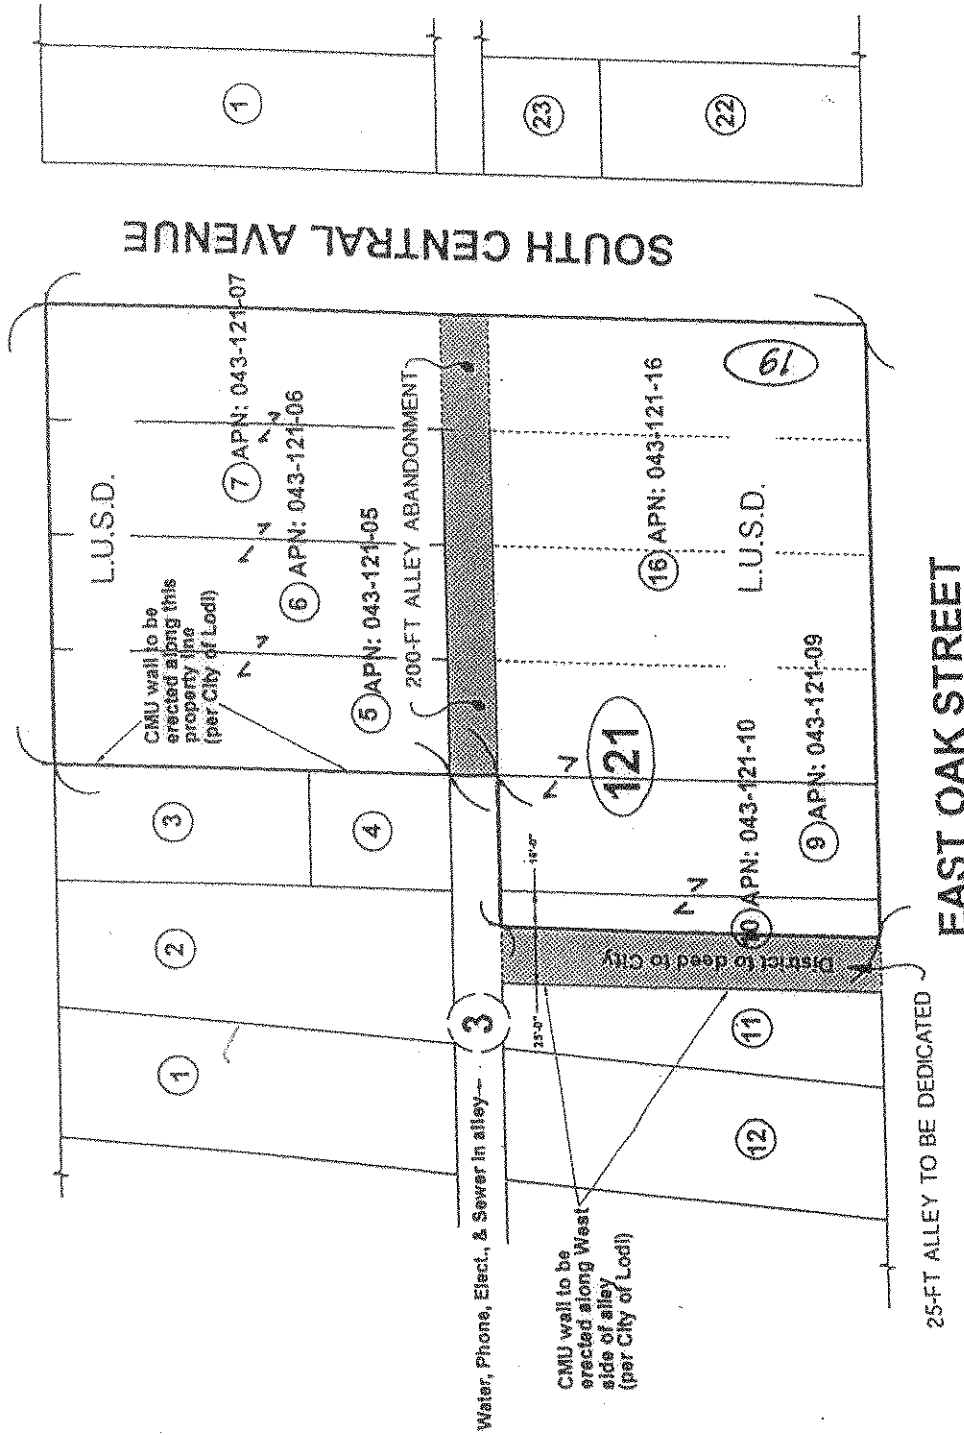 1
23
22
SOUTH CENTRAL AVENUE
L.U.S.D.
7 APN: 043-121-07
6 APN: 043-121-06
5 APN: 043-121-05
CMU wall to be
erected along this
property line
(per City of Lodi)
200-FT ALLEY ABANDONMENT
19
16 APN: 043-121-16
L.U.S.D.
121
10 APN: 043-121-10
9 APN: 043-121-09
3
4
2
1
3
Water, Phone, Elect., & Sewer in alley
25'-0"
16'-0"
District to deed to City
11
12
CMU wall to be
erected along West
side of alley
(per City of Lodi)
25-FT ALLEY TO BE DEDICATED
EAST OAK STREET